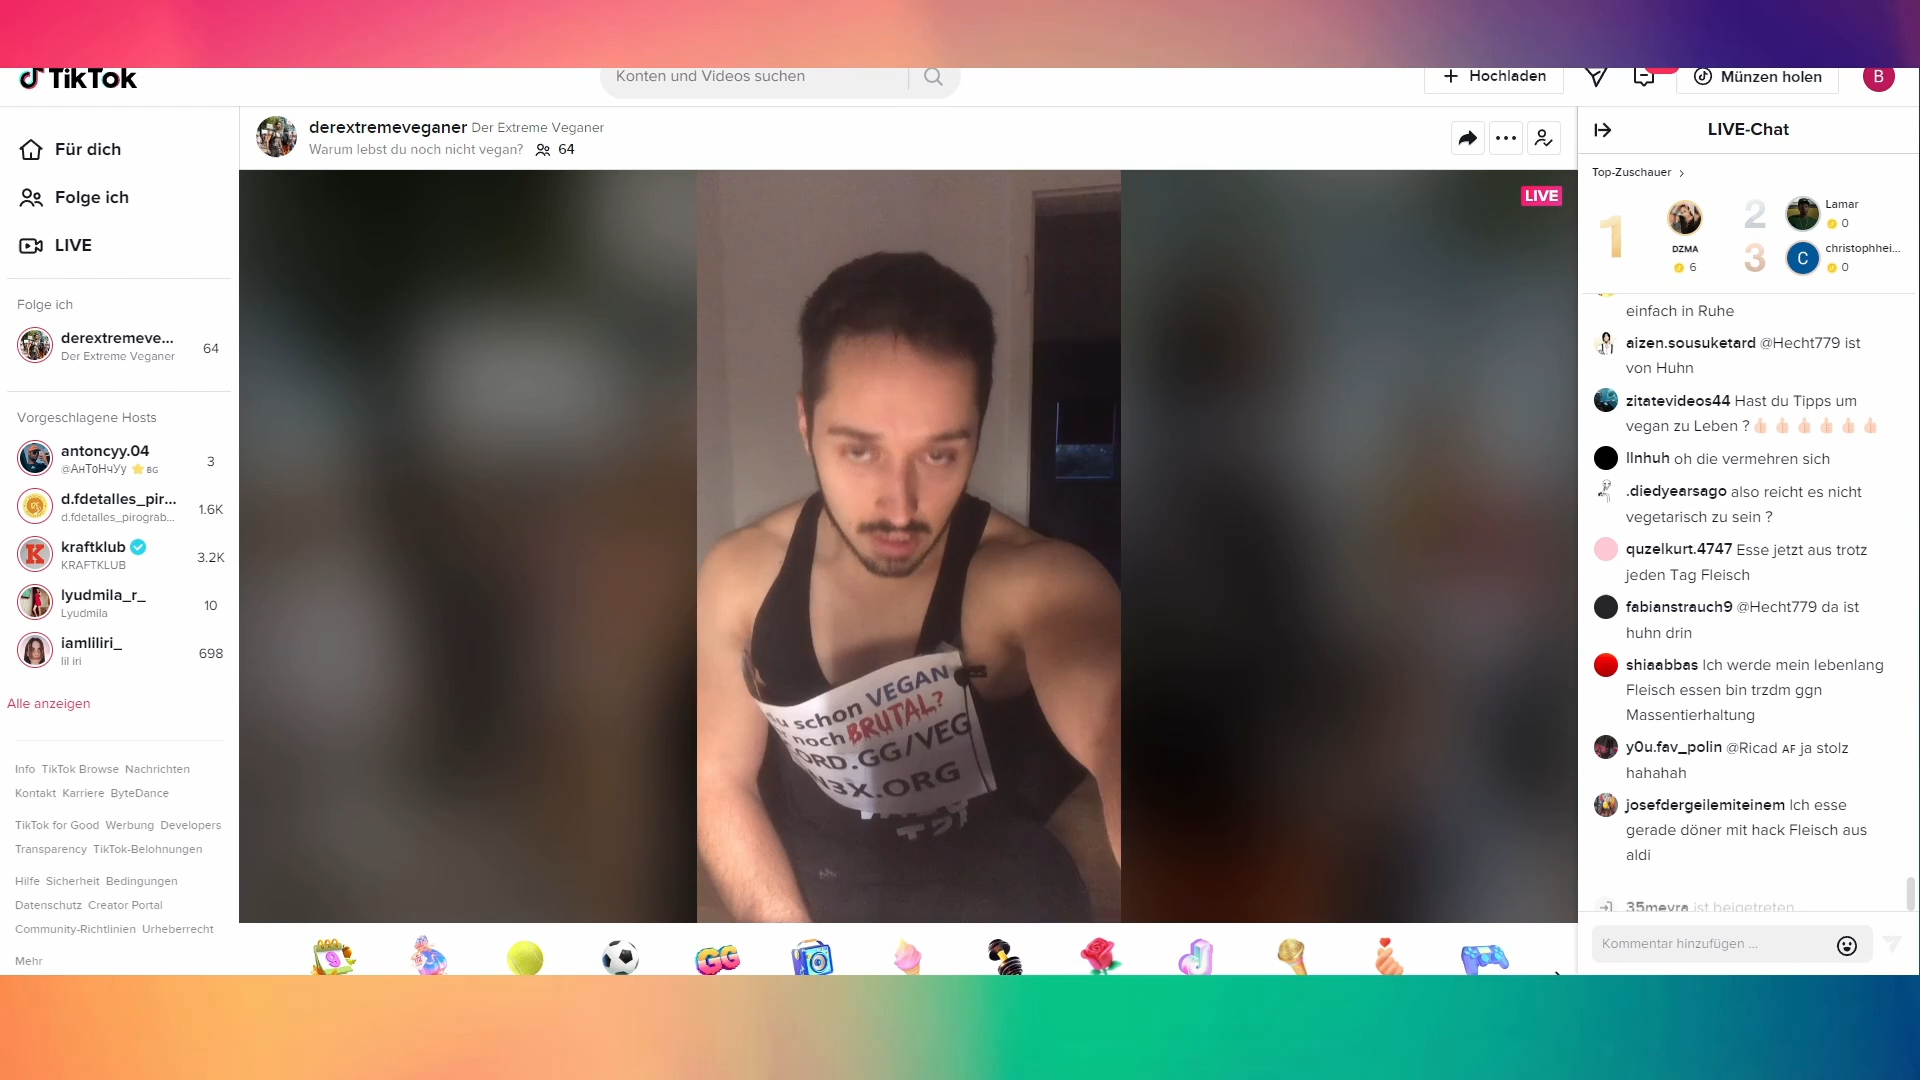 TikTok
Konten und Videos suchen
Hochladen
Münzen holen
B
Für dich
Folge ich
LIVE
Folge ich
derextremeve...
Der Extreme Veganer
64
Vorgeschlagene Hosts
antoncyy.04
@АнТоНчУу ⭐ BG
3
d.fdetalles_pir...
d.fdetalles_pirograb...
1.6K
kraftklub
KRAFTKLUB
3.2K
lyudmila_r_
Lyudmila
10
iamliliri_
lil iri
698
Alle anzeigen
Info TikTok Browse Nachrichten
Kontakt Karriere ByteDance
TikTok for Good Werbung Developers
Transparency TikTok-Belohnungen
Hilfe Sicherheit Bedingungen
Datenschutz Creator Portal
Community-Richtlinien Urheberrecht
Mehr
derextremeveganer Der Extreme Veganer
Warum lebst du noch nicht vegan? 64
LIVE
schon VEGAN
noch BRUTAL?
ORD.GG/VEG
3X.ORG
GG
LIVE-Chat
Top-Zuschauer
1
DZMA
6
2
Lamar
0
3
C
christophhei...
0
einfach in Ruhe
aizen.sousuketard @Hecht779 ist
von Huhn
zitatevideos44 Hast du Tipps um
vegan zu Leben ?👍🏻👍🏻👍🏻👍🏻👍🏻👍🏻
llnhuh oh die vermehren sich
.diedyearsago also reicht es nicht
vegetarisch zu sein ?
quzelkurt.4747 Esse jetzt aus trotz
jeden Tag Fleisch
fabianstrauch9 @Hecht779 da ist
huhn drin
shiaabbas Ich werde mein lebenlang
Fleisch essen bin trzdm ggn
Massentierhaltung
y0u.fav_polin @Ricad ᴀꜰ ja stolz
hahahah
josefdergeilemiteinem Ich esse
gerade döner mit hack Fleisch aus
aldi
35mevra ist beigetreten
Kommentar hinzufügen ...